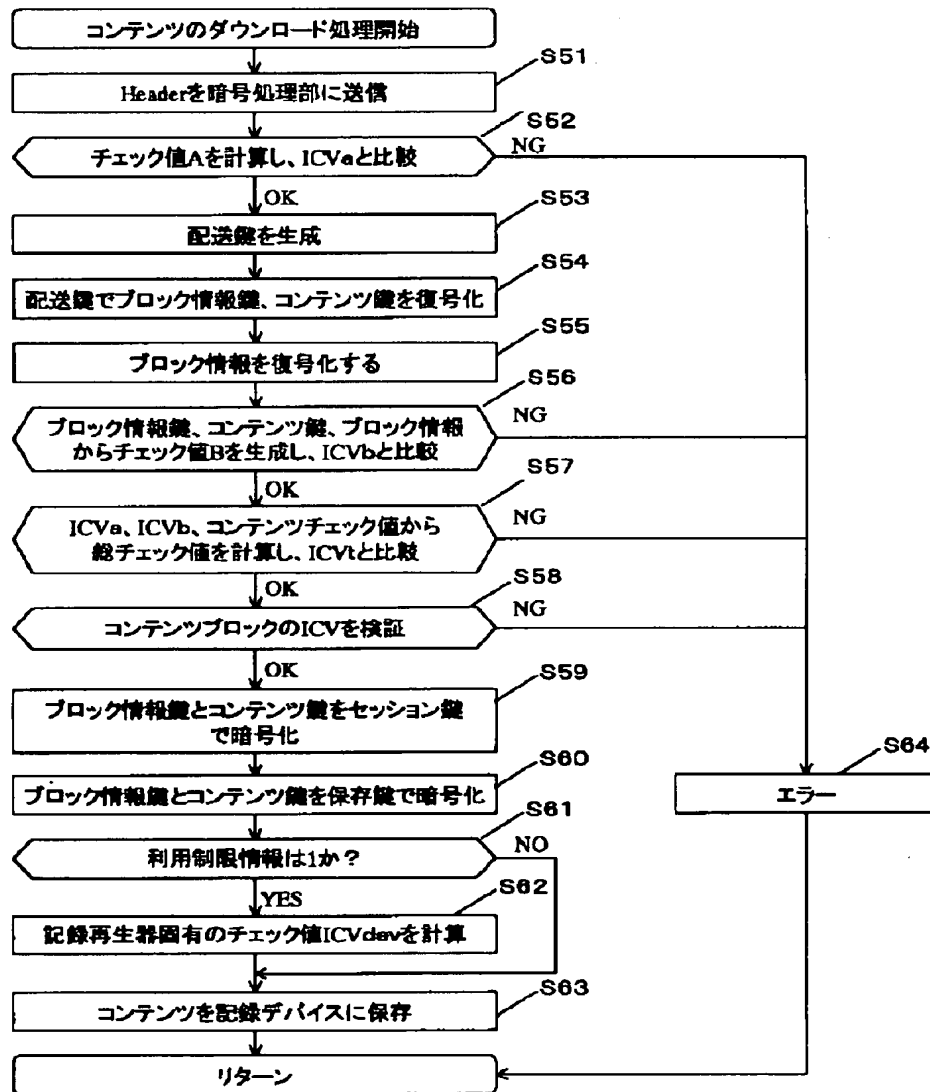 コンテンツのダウンロード処理開始
S51
Headerを暗号処理部に送信
S52
チェック値Aを計算し、ICVaと比較
NG
OK
S53
配送鍵を生成
S54
配送鍵でブロック情報鍵、コンテンツ鍵を復号化
S55
ブロック情報を復号化する
S56
ブロック情報鍵、コンテンツ鍵、ブロック情報
からチェック値Bを生成し、ICVbと比較
NG
OK
S57
ICVa、ICVb、コンテンツチェック値から
総チェック値を計算し、ICVtと比較
NG
OK
S58
コンテンツブロックのICVを検証
NG
OK
S59
ブロック情報鍵とコンテンツ鍵をセッション鍵
で暗号化
S60
ブロック情報鍵とコンテンツ鍵を保存鍵で暗号化
S64
エラー
S61
利用制限情報は1か？
NO
YES
S62
記録再生器固有のチェック値ICVdevを計算
S63
コンテンツを記録デバイスに保存
リターン